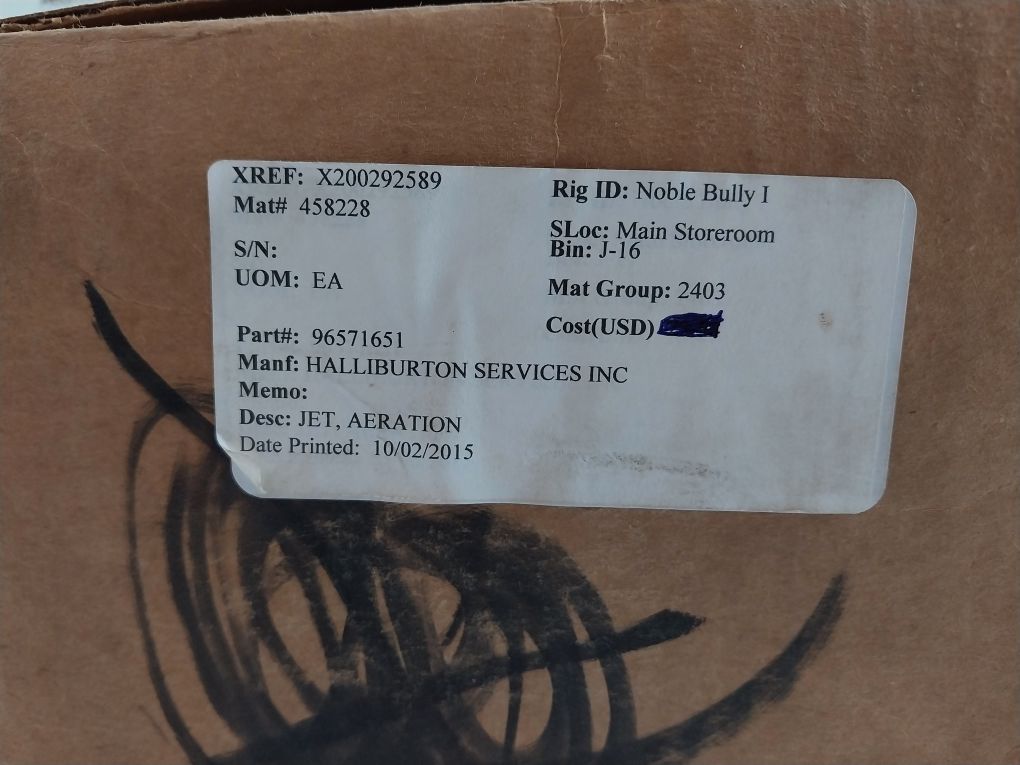 XREF: X200292589
Mat# 458228
S/N:
UOM: EA
Part#: 96571651
Manf: HALLIBURTON SERVICES INC
Memo:
Desc: JET, AERATION
Date Printed: 10/02/2015
Rig ID: Noble Bully I
SLoc: Main Storeroom
Bin: J-16
Mat Group: 2403
Cost(USD)